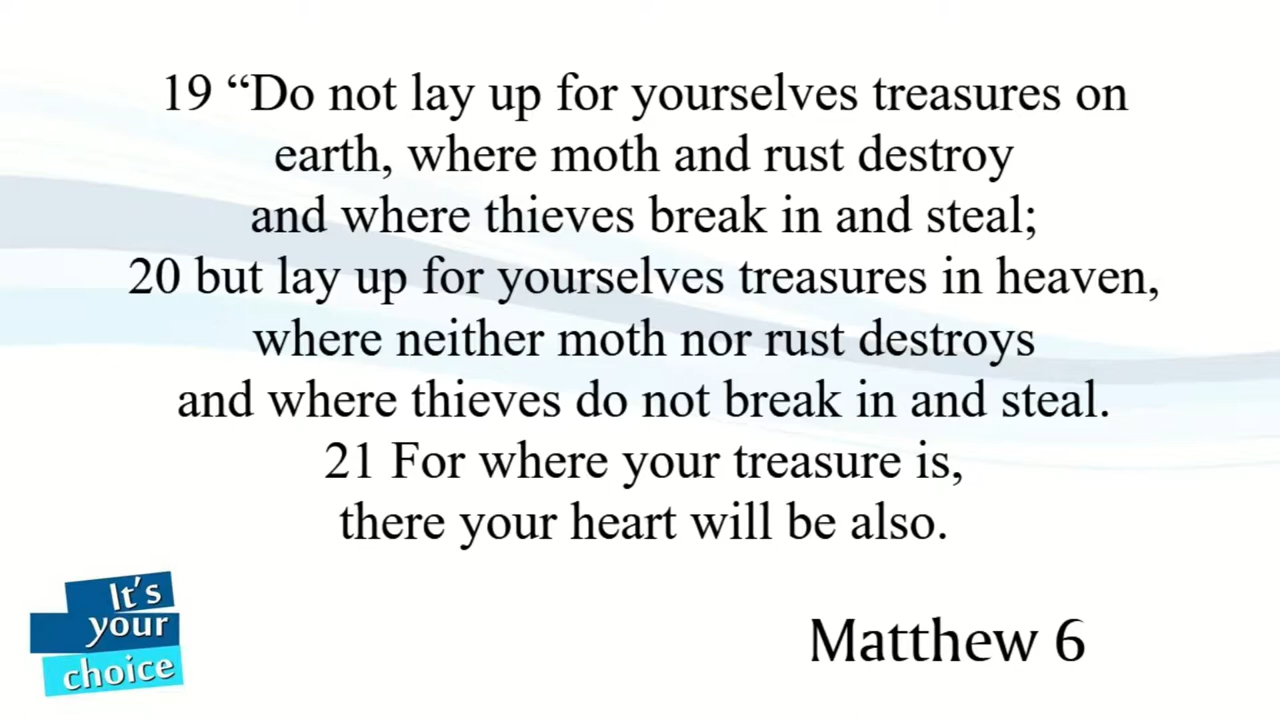 19 “Do not lay up for yourselves treasures on
earth, where moth and rust destroy
and where thieves break in and steal;
20 but lay up for yourselves treasures in heaven,
where neither moth nor rust destroys
and where thieves do not break in and steal.
21 For where your treasure is,
there your heart will be also.
It's
your
choice
Matthew 6